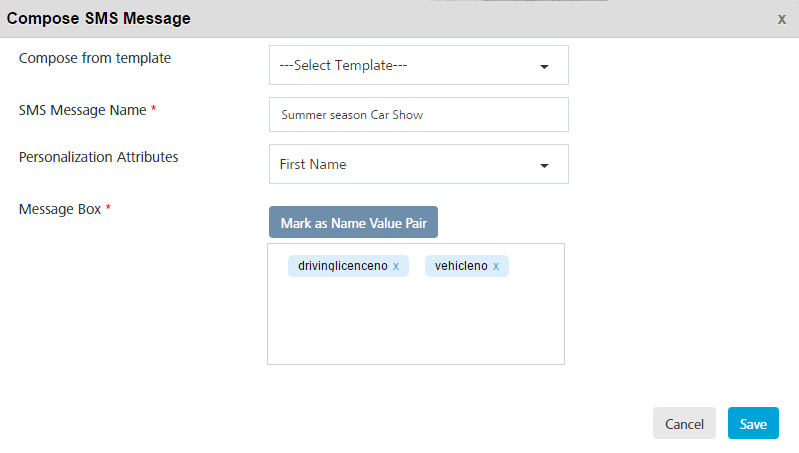 Compose SMS Message x
Compose from template ---Select Template---
SMS Message Name * Summer season Car Show
Personalization Attributes First Name
Message Box * Mark as Name Value Pair
drivinglicenceno x vehicleno x
Cancel Save